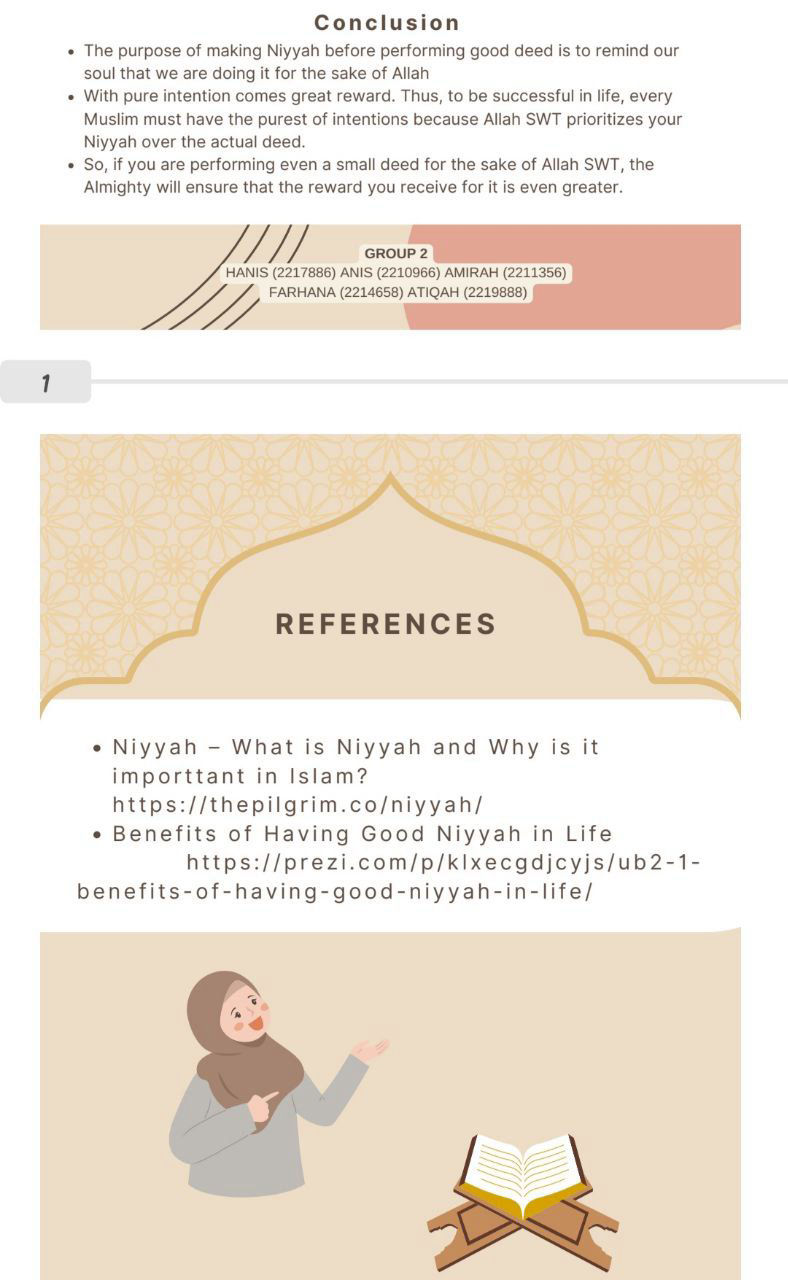 Conclusion
• The purpose of making Niyyah before performing good deed is to remind our
soul that we are doing it for the sake of Allah
• With pure intention comes great reward. Thus, to be successful in life, every
Muslim must have the purest of intentions because Allah SWT prioritizes your
Niyyah over the actual deed.
• So, if you are performing even a small deed for the sake of Allah SWT, the
Almighty will ensure that the reward you receive for it is even greater.
GROUP 2
HANIS (2217886) ANIS (2210966) AMIRAH (2211356)
FARHANA (2214658) ATIQAH (2219888)
1
REFERENCES
• Niyyah – What is Niyyah and Why is it
importtant in Islam?
https://thepilgrim.co/niyyah/
• Benefits of Having Good Niyyah in Life
https://prezi.com/p/klxecgdjcyjs/ub2-1-
benefits-of-having-good-niyyah-in-life/